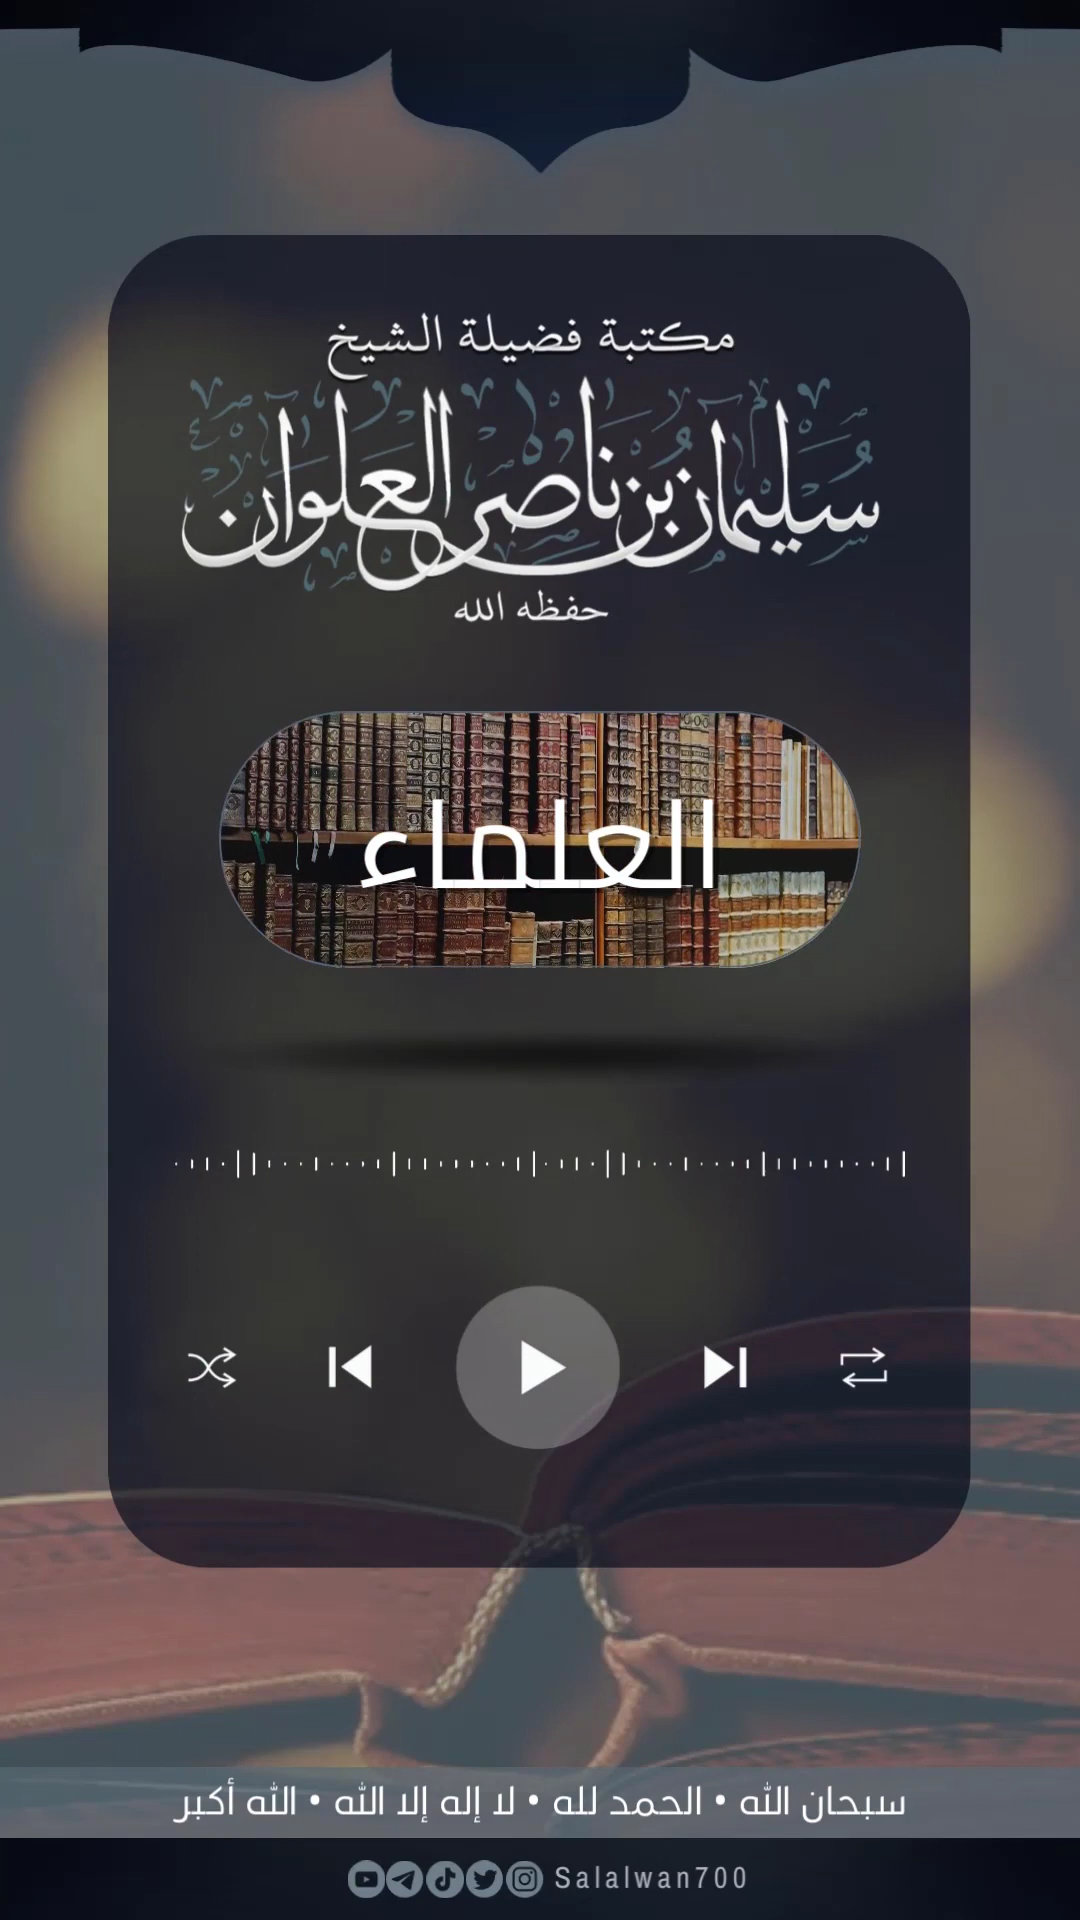 مكتبة فضيلة الشيخ
سليمان بن ناصر العلوان
حفظه الله
العلماء
سبحان الله • الحمد لله • لا إله إلا الله • الله أكبر
Salalwan700